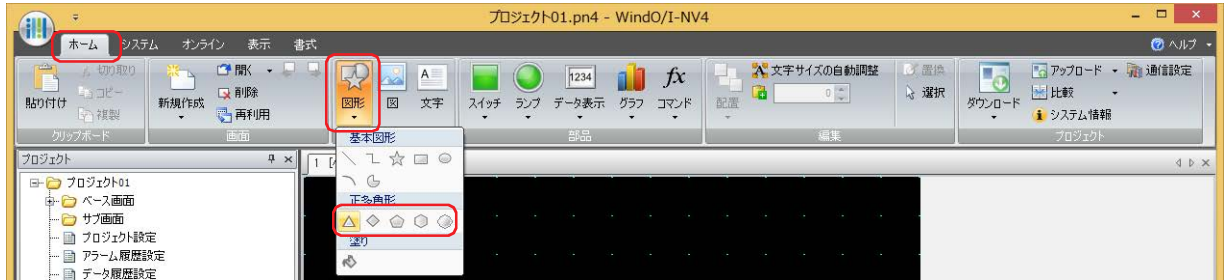 プロジェクト01.pn4 - WindO/I-NV4
ホーム システム オンライン 表示 書式 ヘルプ
貼り付け 切り取り コピー 複製 クリップボード
新規作成 開く 削除 再利用 画面
図形 図 文字
スイッチ ランプ 1234 データ表示 グラフ fx コマンド 部品
配置 文字サイズの自動調整 0 置換 選択 編集
ダウンロード アップロード 比較 システム情報 通信設定 プロジェクト
基本図形
正多角形
塗り
プロジェクト
プロジェクト01
ベース画面
サブ画面
プロジェクト設定
アラーム履歴設定
データ履歴設定
1